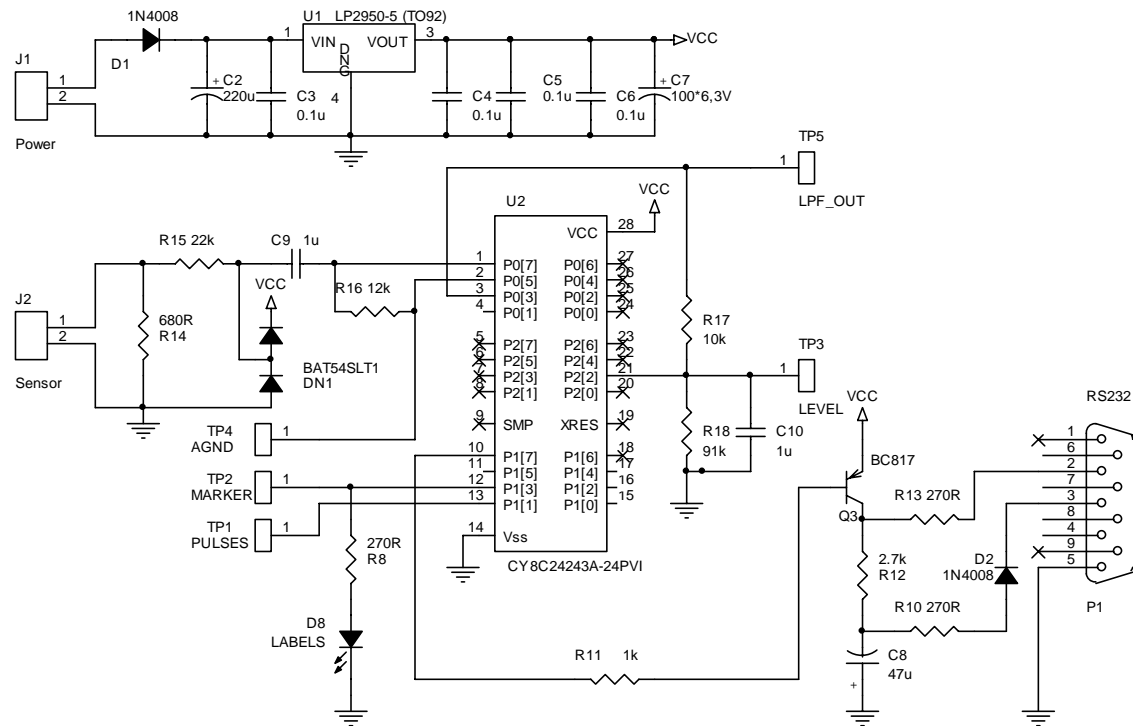 1N4008
D1
J1
1
2
Power
C2
220u
+
C3
0.1u
U1 LP2950-5 (TO92)
1
VIN
VOUT
3
GND
4
C4
0.1u
C5
0.1u
C6
0.1u
+
C7
100*6,3V
VCC
TP5
1
LPF_OUT
R15 22k
C9
1u
R16 12k
VCC
J2
1
2
Sensor
680R
R14
BAT54SLT1
DN1
TP4
AGND
1
TP2
MARKER
1
TP1
PULSES
1
U2
VCC
VCC
28
1
P0[7]
P0[6]
27
2
P0[5]
P0[4]
26
3
P0[3]
P0[2]
25
4
P0[1]
P0[0]
24
5
P2[7]
P2[6]
23
6
P2[5]
P2[4]
22
7
P2[3]
P2[2]
21
8
P2[1]
P2[0]
20
9
SMP
XRES
19
10
P1[7]
P1[6]
18
11
P1[5]
P1[4]
17
12
P1[3]
P1[2]
16
13
P1[1]
P1[0]
15
14
Vss
CY8C24243A-24PVI
R17
10k
TP3
1
LEVEL
R18
91k
C10
1u
270R
R8
D8
LABELS
R11 1k
VCC
BC817
Q3
R13 270R
2.7k
R12
D2
1N4008
R10 270R
C8
47u
+
RS232
1
6
2
7
3
8
4
9
5
P1